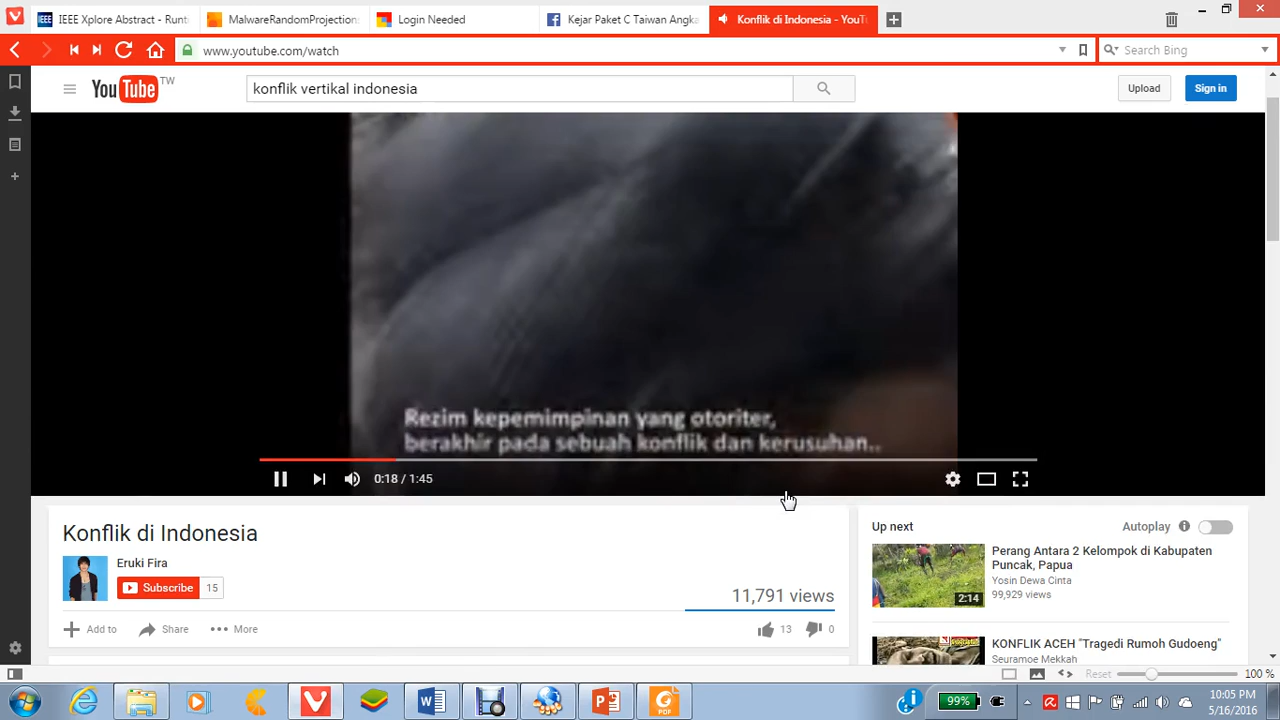 IEEE Xplore Abstract - Runt
MalwareRandomProjections
Login Needed
Kejar Paket C Taiwan Angka
Konflik di Indonesia - YouT
www.youtube.com/watch
Search Bing
YouTube TW
konflik vertikal indonesia
Upload
Sign in
Rezim kepemimpinan yang otoriter,
berakhir pada sebuah konflik dan kerusuhan..
0:18 / 1:45
Konflik di Indonesia
Eruki Fira
Subscribe 15
11,791 views
Add to
Share
More
13
0
Up next
Autoplay
Perang Antara 2 Kelompok di Kabupaten
Puncak, Papua
Yosin Dewa Cinta
99,929 views
2:14
KONFLIK ACEH "Tragedi Rumoh Gudoeng"
Seuramoe Mekkah
Reset
100 %
99%
10:05 PM
5/16/2016